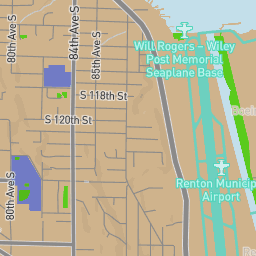 80th Ave S
84th Ave S
85th Ave S
Will Rogers – Wiley
Post Memorial
Seaplane Base
S 118th St
S 120th St
Renton Municip
Airport
80th Ave S